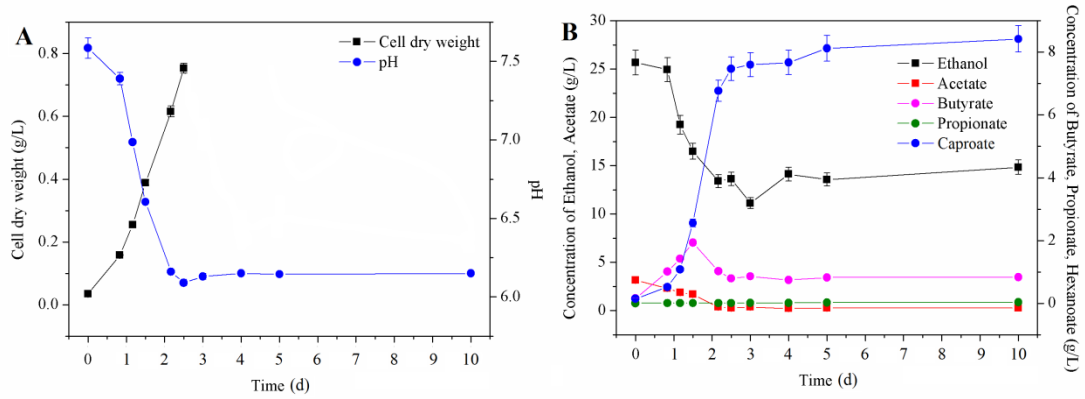 A
Cell dry weight
pH
Cell dry weight (g/L)
0.8
0.6
0.4
0.2
0.0
7.5
7.0
6.5
6.0
pH
0 1 2 3 4 5 6 7 8 9 10
Time (d)
B
Ethanol
Acetate
Butyrate
Propionate
Caproate
Concentration of Ethanol, Acetate (g/L)
30
25
20
15
10
5
0
8
6
4
2
0
Concentration of Butyrate, Propionate, Hexanoate (g/L)
0 1 2 3 4 5 6 7 8 9 10
Time (d)